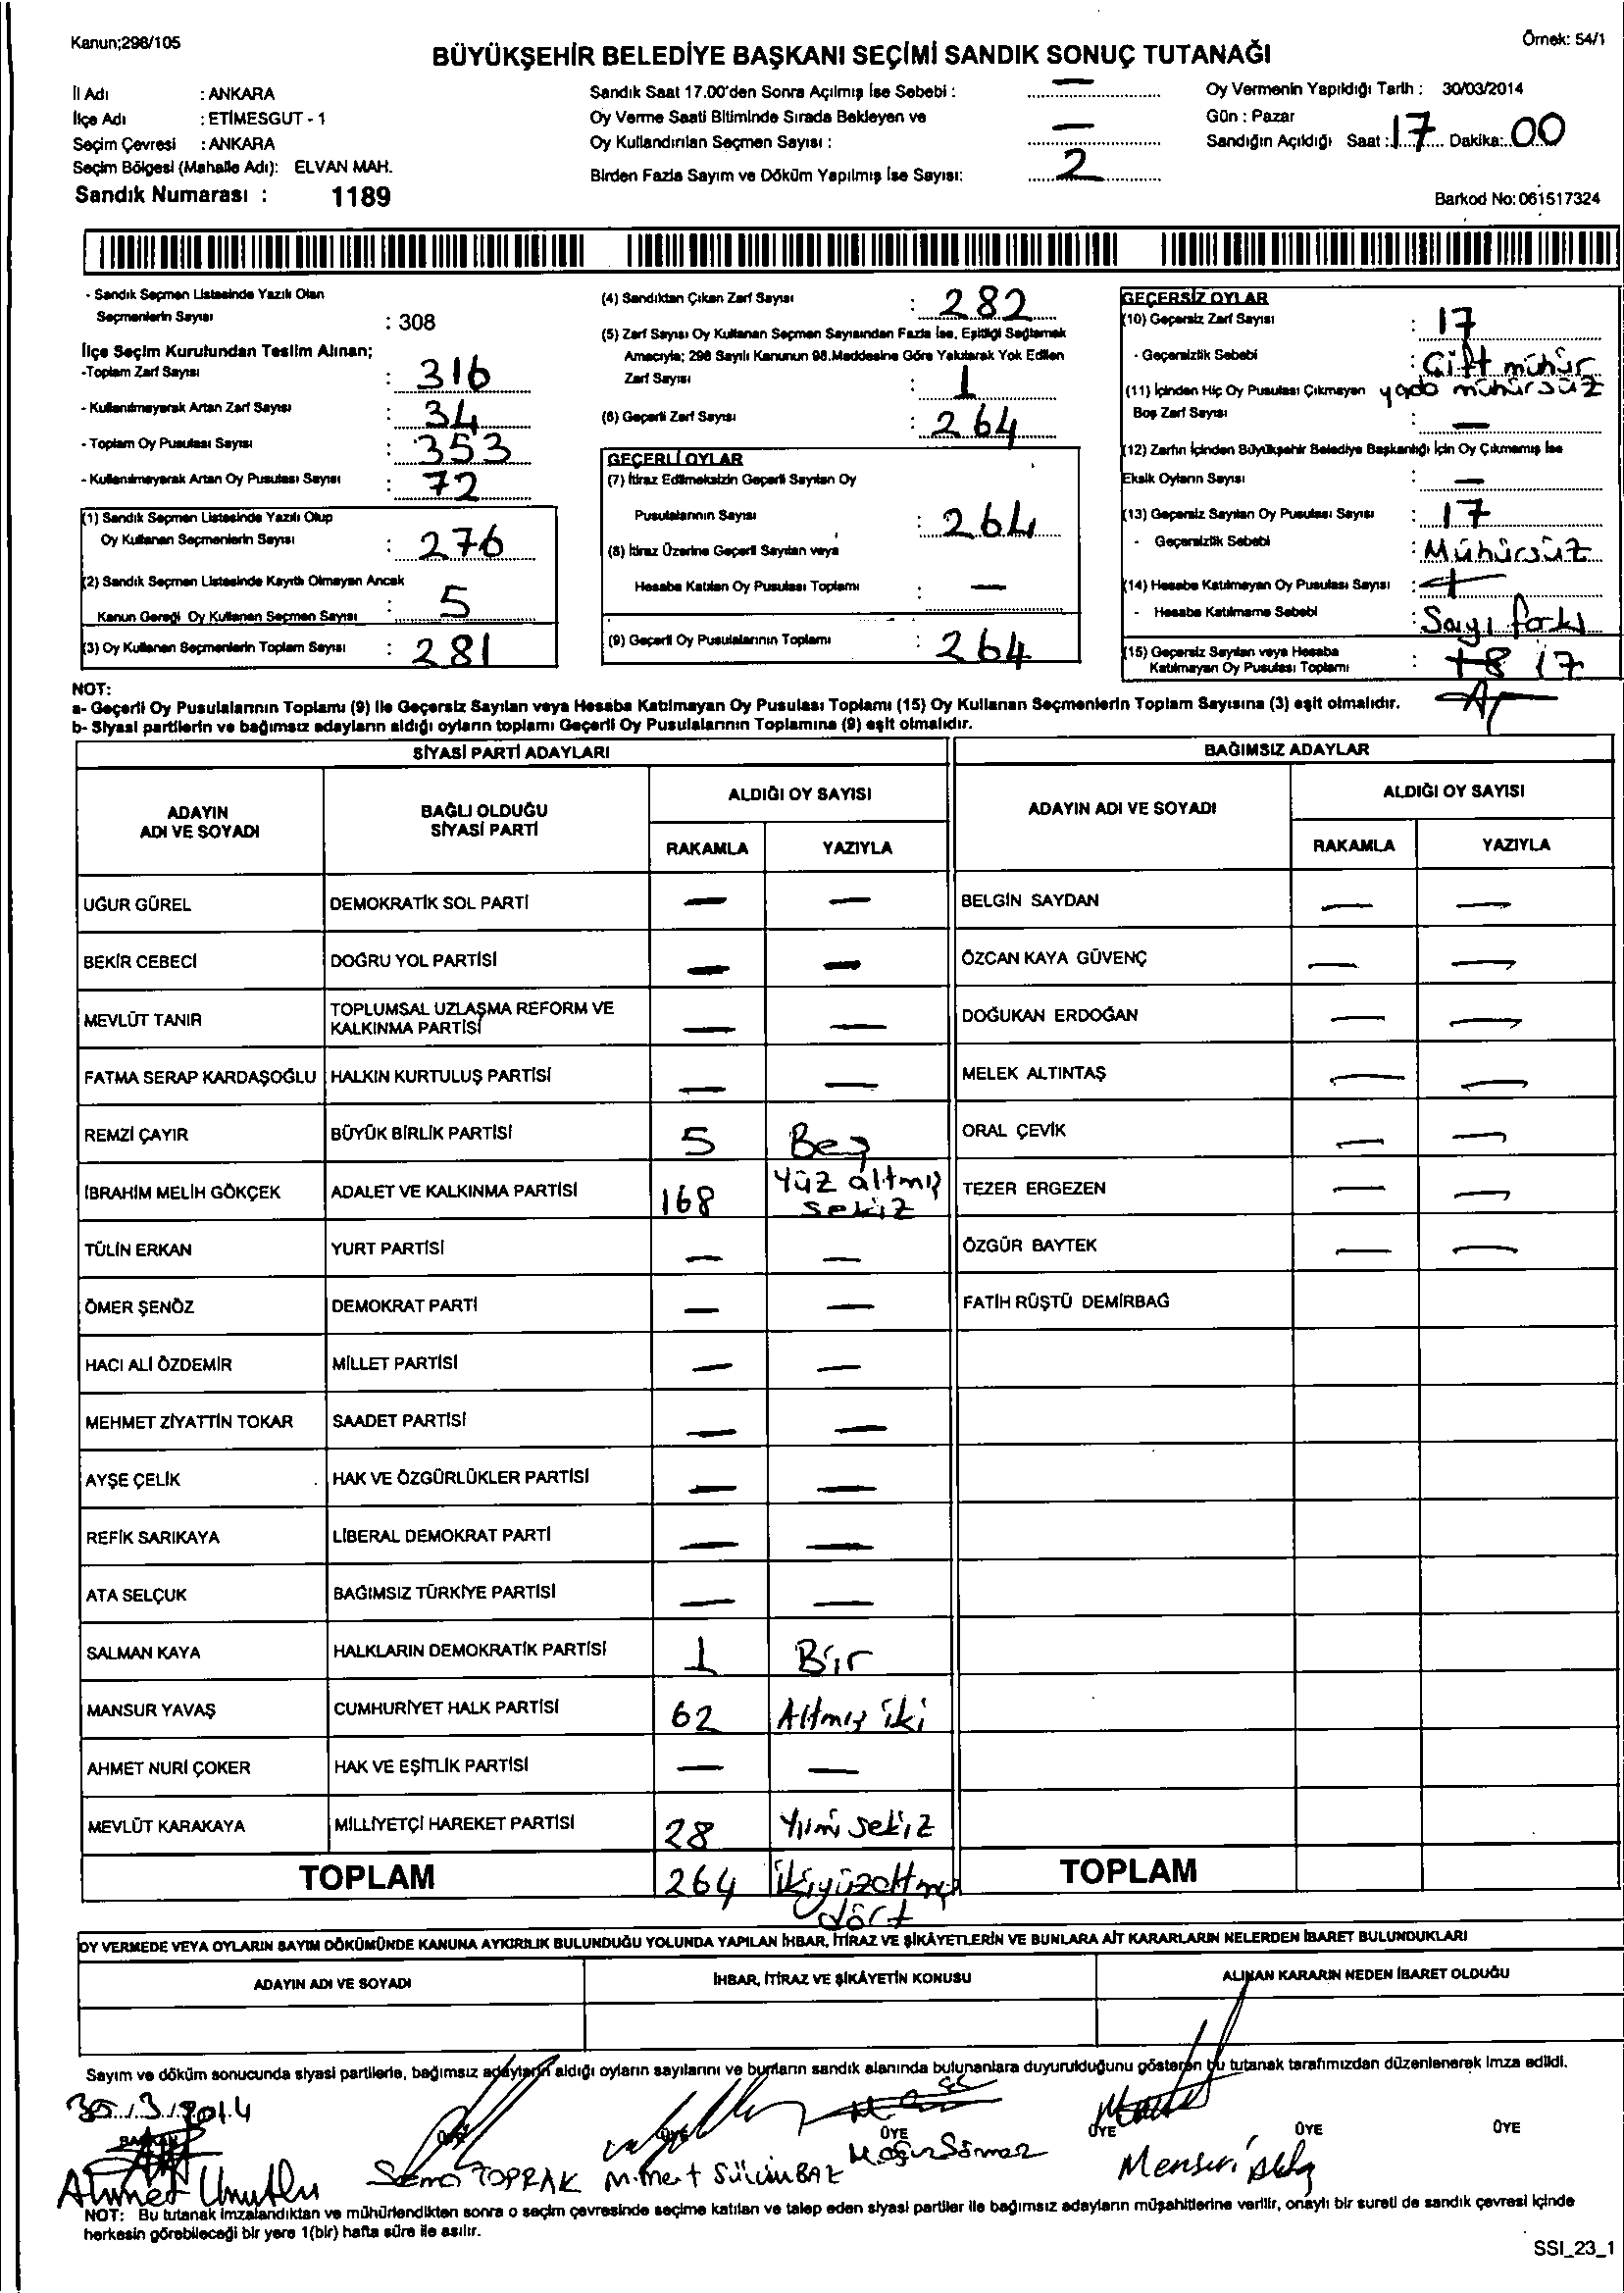 Kanun;298/105
Örnek: 54/1
BÜYÜKŞEHİR BELEDİYE BAŞKANI SEÇİMİ SANDIK SONUÇ TUTANAĞI
İl Adı : ANKARA
İlçe Adı : ETİMESGUT - 1
Seçim Çevresi : ANKARA
Seçim Bölgesi (Mahalle Adı): ELVAN MAH.
Sandık Numarası : 1189
Sandık Saat 17.00'den Sonra Açılmış İse Sebebi : —
Oy Verme Saati Bitiminde Sırada Bekleyen ve
Oy Kullandırılan Seçmen Sayısı : —
Birden Fazla Sayım ve Döküm Yapılmış İse Sayısı: 2
Oy Vermenin Yapıldığı Tarih : 30/03/2014
Gün : Pazar
Sandığın Açıldığı Saat : 17 Dakika: 00
Barkod No: 061517324
- Sandık Seçmen Listesinde Yazılı Olan
Seçmenlerin Sayısı : 308
İlçe Seçim Kurulundan Teslim Alınan;
-Toplam Zarf Sayısı : 316
- Kullanılmayarak Artan Zarf Sayısı : 34
- Toplam Oy Pusulası Sayısı : 353
- Kullanılmayarak Artan Oy Pusulası Sayısı : 72
(1) Sandık Seçmen Listesinde Yazılı Olup
Oy Kullanan Seçmenlerin Sayısı : 276
(2) Sandık Seçmen Listesinde Kayıtlı Olmayan Ancak
Kanun Gereği Oy Kullanan Seçmen Sayısı : 5
(3) Oy Kullanan Seçmenlerin Toplam Sayısı : 281
(4) Sandıktan Çıkan Zarf Sayısı : 282
(5) Zarf Sayısı Oy Kullanan Seçmen Sayısından Fazla İse, Eşitliği Sağlamak
Amacıyla; 298 Sayılı Kanunun 98.Maddesine Göre Yakılarak Yok Edilen
Zarf Sayısı : 1
(6) Geçerli Zarf Sayısı : 264
GEÇERLİ OYLAR
(7) İtiraz Edilmeksizin Geçerli Sayılan Oy
Pusulalarının Sayısı : 264
(8) İtiraz Üzerine Geçerli Sayılan veya
Hesaba Katılan Oy Pusulası Toplamı : —
(9) Geçerli Oy Pusulalarının Toplamı : 264
GEÇERSİZ OYLAR
(10) Geçersiz Zarf Sayısı : 17
- Geçersizlik Sebebi : Çift mühür
(11) İçinden Hiç Oy Pusulası Çıkmayan yada mühürsüz
Boş Zarf Sayısı : —
(12) Zarfın İçinden Büyükşehir Belediye Başkanlığı İçin Oy Çıkmamış İse
Eksik Oyların Sayısı : —
(13) Geçersiz Sayılan Oy Pusulası Sayısı : 17
- Geçersizlik Sebebi : Mühürsüz
(14) Hesaba Katılmayan Oy Pusulası Sayısı : 1
- Hesaba Katılmama Sebebi : Sayı farkı
(15) Geçersiz Sayılan veya Hesaba
Katılmayan Oy Pusulası Toplamı : 18 17
NOT:
a- Geçerli Oy Pusulalarının Toplamı (9) ile Geçersiz Sayılan veya Hesaba Katılmayan Oy Pusulası Toplamı (15) Oy Kullanan Seçmenlerin Toplam Sayısına (3) eşit olmalıdır.
b- Siyasi partilerin ve bağımsız adayların aldığı oyların toplamı Geçerli Oy Pusulalarının Toplamına (9) eşit olmalıdır.
SİYASİ PARTİ ADAYLARI
ADAYIN ADI VE SOYADI BAĞLI OLDUĞU SİYASİ PARTİ ALDIĞI OY SAYISI
RAKAMLA YAZIYLA
UĞUR GÜREL DEMOKRATİK SOL PARTİ — —
BEKİR CEBECİ DOĞRU YOL PARTİSİ — —
MEVLÜT TANIR TOPLUMSAL UZLAŞMA REFORM VE KALKINMA PARTİSİ — —
FATMA SERAP KARDAŞOĞLU HALKIN KURTULUŞ PARTİSİ — —
REMZİ ÇAYIR BÜYÜK BİRLİK PARTİSİ 5 Beş
İBRAHİM MELİH GÖKÇEK ADALET VE KALKINMA PARTİSİ 168 Yüz altmış sekiz
TÜLİN ERKAN YURT PARTİSİ — —
ÖMER ŞENÖZ DEMOKRAT PARTİ — —
HACI ALİ ÖZDEMİR MİLLET PARTİSİ — —
MEHMET ZİYATTİN TOKAR SAADET PARTİSİ — —
AYŞE ÇELİK HAK VE ÖZGÜRLÜKLER PARTİSİ — —
REFİK SARIKAYA LİBERAL DEMOKRAT PARTİ — —
ATA SELÇUK BAĞIMSIZ TÜRKİYE PARTİSİ — —
SALMAN KAYA HALKLARIN DEMOKRATİK PARTİSİ 1 Bir
MANSUR YAVAŞ CUMHURİYET HALK PARTİSİ 62 Altmış iki
AHMET NURİ ÇOKER HAK VE EŞİTLİK PARTİSİ — —
MEVLÜT KARAKAYA MİLLİYETÇİ HAREKET PARTİSİ 28 Yirmi sekiz
TOPLAM 264 İkiyüzaltmış dört
BAĞIMSIZ ADAYLAR
ADAYIN ADI VE SOYADI ALDIĞI OY SAYISI
RAKAMLA YAZIYLA
BELGİN SAYDAN — —
ÖZCAN KAYA GÜVENÇ — —
DOĞUKAN ERDOĞAN — —
MELEK ALTINTAŞ — —
ORAL ÇEVİK — —
TEZER ERGEZEN — —
ÖZGÜR BAYTEK — —
FATİH RÜŞTÜ DEMİRBAĞ
TOPLAM
OY VERMEDE VEYA OYLARIN SAYIM DÖKÜMÜNDE KANUNA AYKIRILIK BULUNDUĞU YOLUNDA YAPILAN İHBAR, İTİRAZ VE ŞİKÂYETLERİN VE BUNLARA AİT KARARLARIN NELERDEN İBARET BULUNDUKLARI
ADAYIN ADI VE SOYADI İHBAR, İTİRAZ VE ŞİKÂYETİN KONUSU ALINAN KARARIN NEDEN İBARET OLDUĞU
Sayım ve döküm sonucunda siyasi partilerle, bağımsız adayların aldığı oyların sayılarını ve bunların sandık alanında bulunanlara duyurulduğunu gösteren bu tutanak tarafımızdan düzenlenerek imza edildi.
30.3.2014
BAŞKAN ÜYE ÜYE ÜYE ÜYE ÜYE ÜYE
Ahmet Umutlu Sema TOPRAK M.Mert
NOT: Bu tutanak imzalandıktan ve mühürlendikten sonra o seçim çevresinde seçime katılan ve talep eden siyasi partiler ile bağımsız adayların müşahitlerine verilir, onaylı bir sureti de sandık çevresi içinde
herkesin görebileceği bir yere 1(bir) hafta süre ile asılır.
SSI_23_1